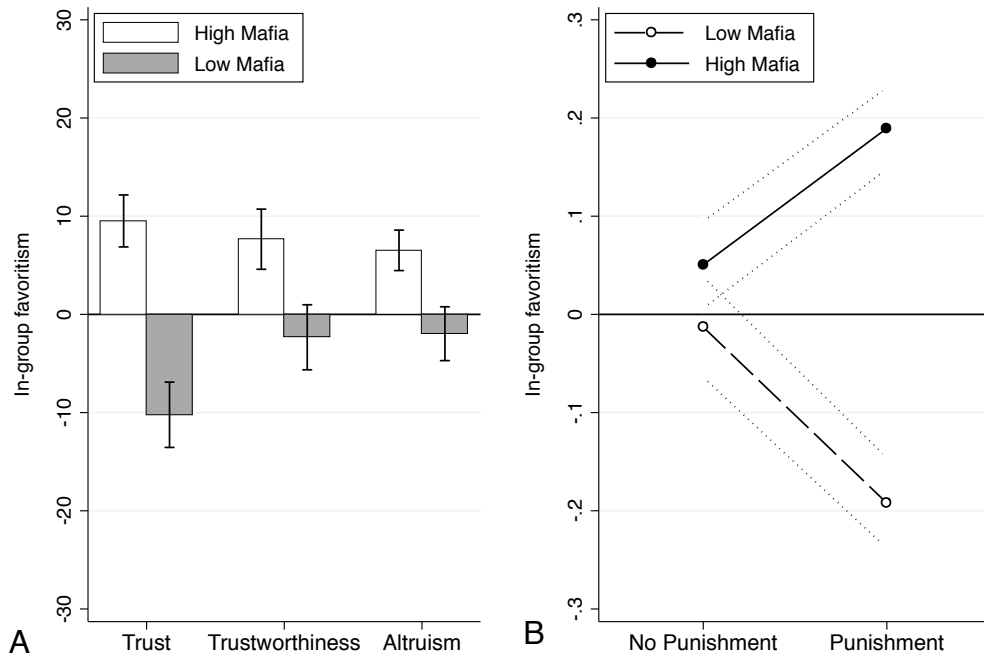 High Mafia
Low Mafia
In-group favoritism
30
20
10
0
-10
-20
-30
Trust Trustworthiness Altruism
A
Low Mafia
High Mafia
In-group favoritism
.3
.2
.1
0
-.1
-.2
-.3
No Punishment Punishment
B